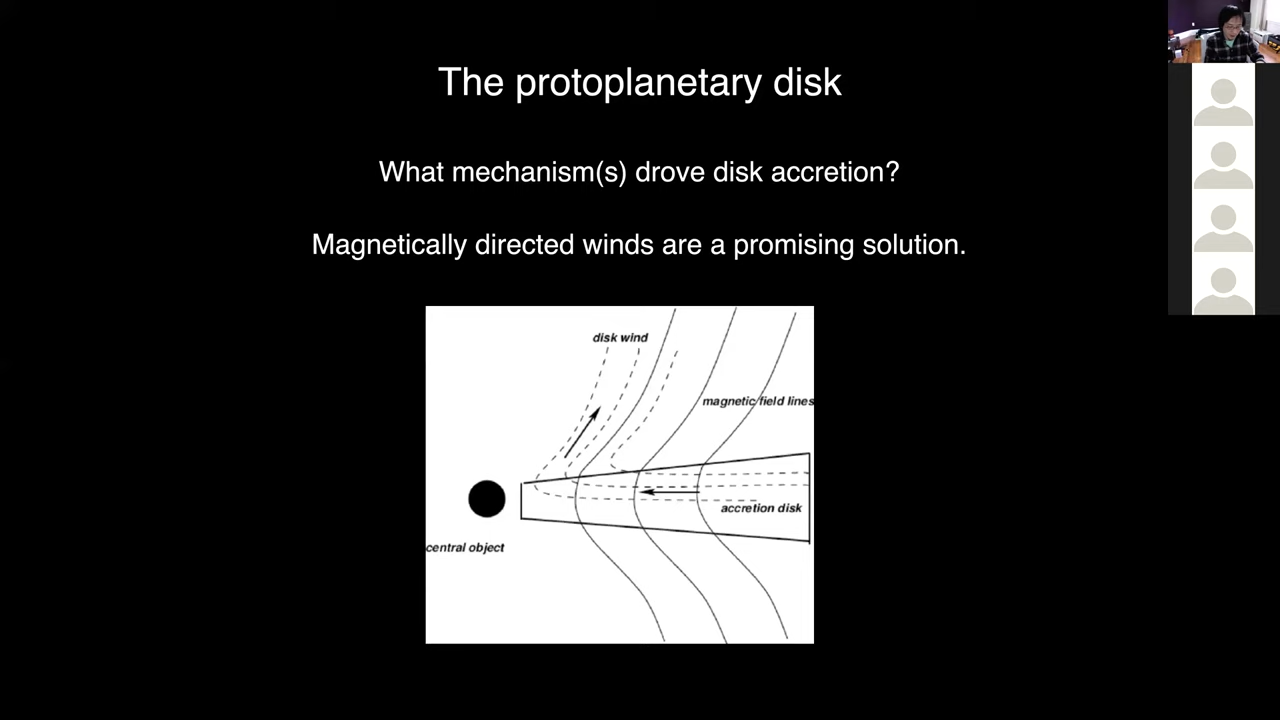 The protoplanetary disk
What mechanism(s) drove disk accretion?
Magnetically directed winds are a promising solution.
disk wind
magnetic field lines
accretion disk
central object